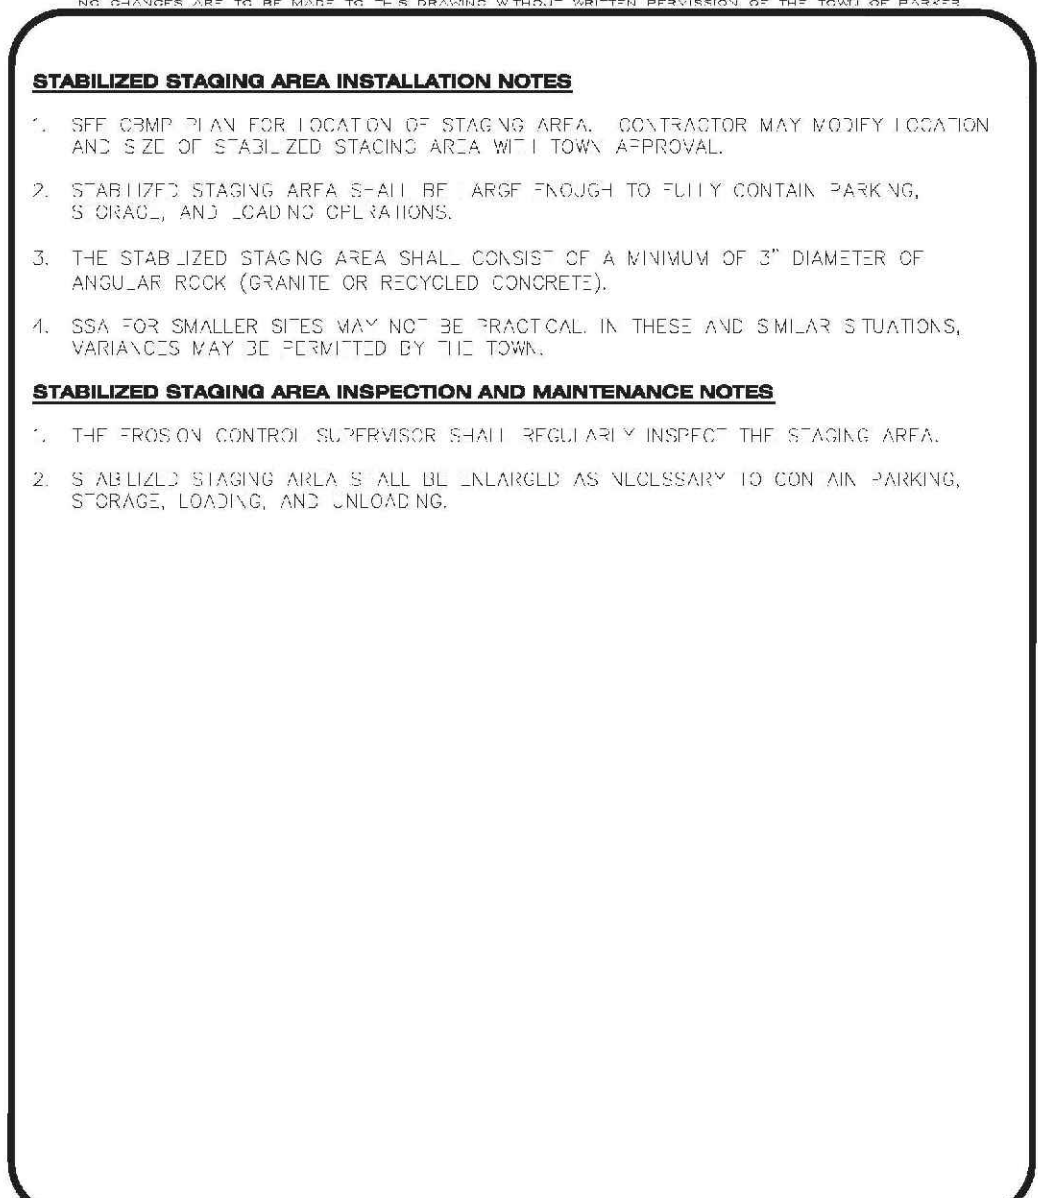 NO CHANGES ARE TO BE MADE TO THIS DRAWING WITHOUT WRITTEN PERMISSION OF THE TOWN OF PARKER
STABILIZED STAGING AREA INSTALLATION NOTES
1. SEE CBMP PLAN FOR LOCATION OF STAGING AREA. CONTRACTOR MAY MODIFY LOCATION
AND SIZE OF STABILIZED STAGING AREA WITH TOWN APPROVAL.
2. STABILIZED STAGING AREA SHALL BE LARGE ENOUGH TO FULLY CONTAIN PARKING,
STORAGE, AND LOADING OPERATIONS.
3. THE STABILIZED STAGING AREA SHALL CONSIST OF A MINIMUM OF 3" DIAMETER OF
ANGULAR ROCK (GRANITE OR RECYCLED CONCRETE).
4. SSA FOR SMALLER SITES MAY NOT BE PRACTICAL. IN THESE AND SIMILAR SITUATIONS,
VARIANCES MAY BE PERMITTED BY THE TOWN.
STABILIZED STAGING AREA INSPECTION AND MAINTENANCE NOTES
1. THE EROSION CONTROL SUPERVISOR SHALL REGULARLY INSPECT THE STAGING AREA.
2. STABILIZED STAGING AREA SHALL BE ENLARGED AS NECESSARY TO CONTAIN PARKING,
STORAGE, LOADING, AND UNLOADING.